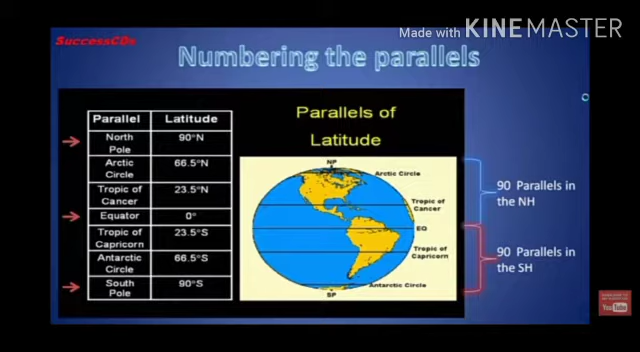 Made with KINEMASTER
SuccessCDs
Numbering the parallels
Parallel Latitude
North Pole 90°N
Arctic Circle 66.5°N
Tropic of Cancer 23.5°N
Equator 0°
Tropic of Capricorn 23.5°S
Antarctic Circle 66.5°S
South Pole 90°S
Parallels of
Latitude
NP
Arctic Circle
Tropic of
Cancer
EQ
Tropic of
Capricorn
Antarctic Circle
SP
90 Parallels in
the NH
90 Parallels in
the SH
YouTube